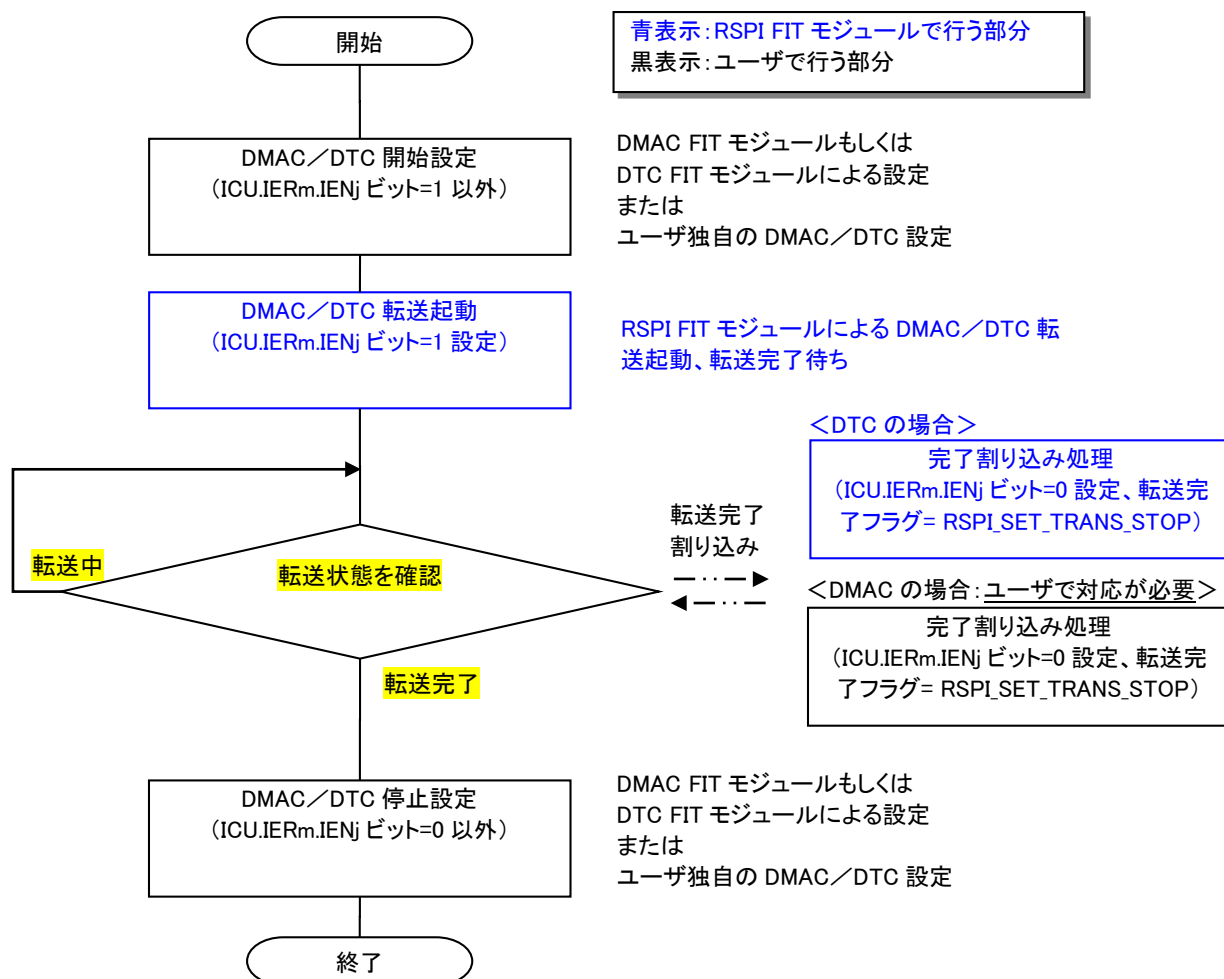 開始
青表示：RSPI FIT モジュールで行う部分
黒表示：ユーザで行う部分
DMAC／DTC 開始設定
（ICU.IERm.IENj ビット=1 以外）
DMAC FIT モジュールもしくは
DTC FIT モジュールによる設定
または
ユーザ独自の DMAC／DTC 設定
DMAC／DTC 転送起動
（ICU.IERm.IENj ビット=1 設定）
RSPI FIT モジュールによる DMAC／DTC 転
送起動、転送完了待ち
＜DTC の場合＞
完了割り込み処理
（ICU.IERm.IENj ビット=0 設定、転送完
了フラグ= RSPI_SET_TRANS_STOP）
転送完了
割り込み
転送中
転送状態を確認
＜DMAC の場合：ユーザで対応が必要＞
完了割り込み処理
（ICU.IERm.IENj ビット=0 設定、転送完
了フラグ= RSPI_SET_TRANS_STOP）
転送完了
DMAC／DTC 停止設定
（ICU.IERm.IENj ビット=0 以外）
DMAC FIT モジュールもしくは
DTC FIT モジュールによる設定
または
ユーザ独自の DMAC／DTC 設定
終了